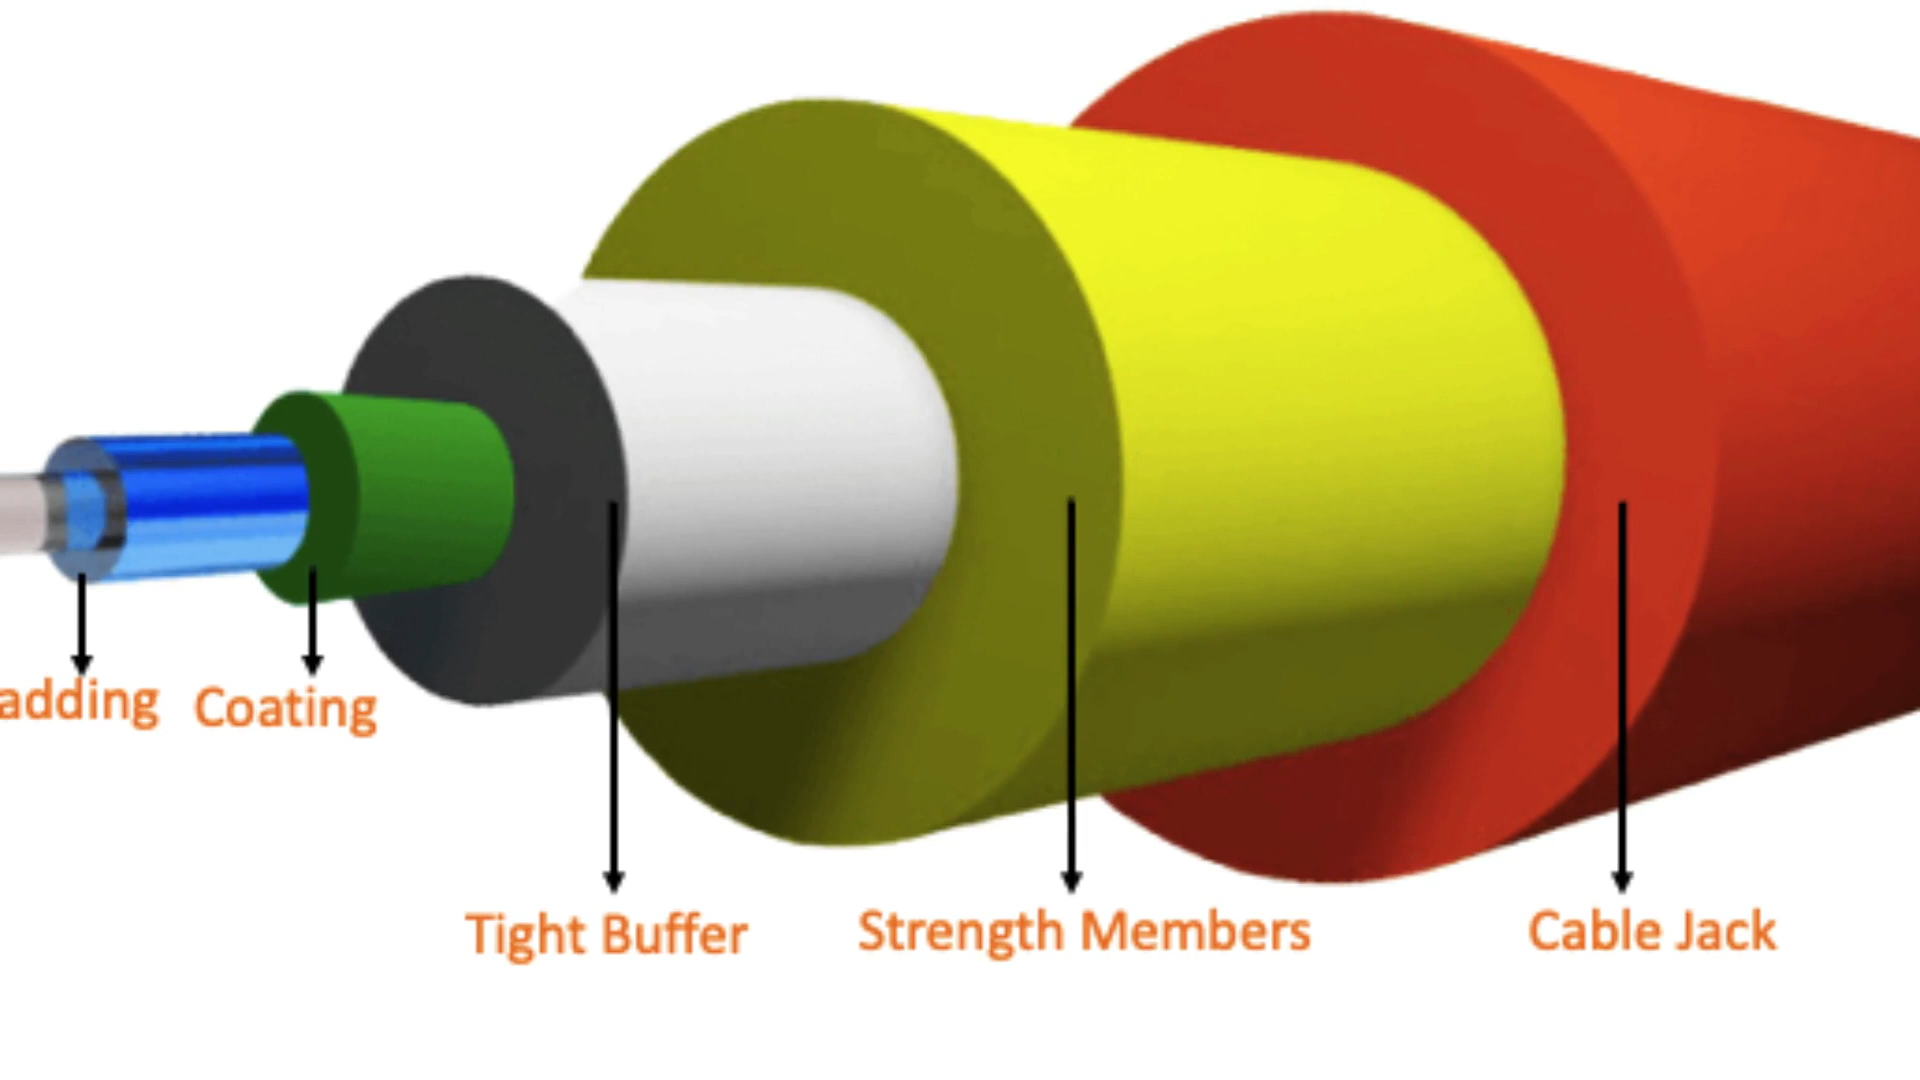 adding
Coating
Tight Buffer
Strength Members
Cable Jack